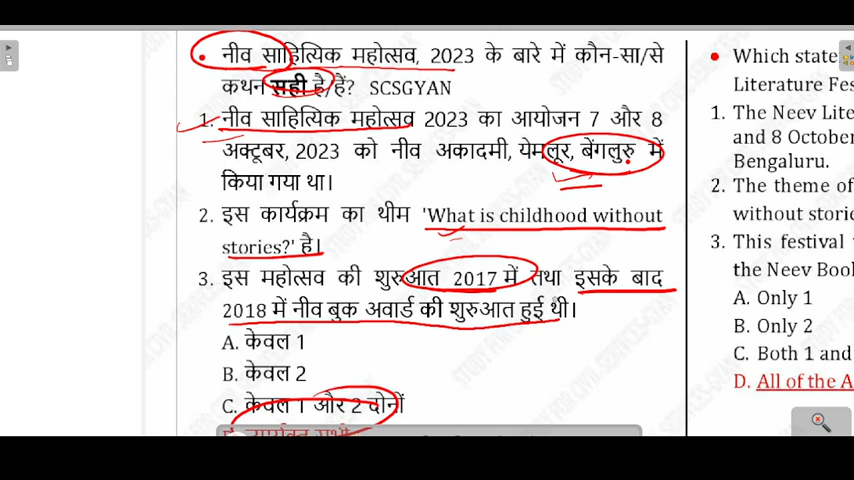 नीव साहित्यिक महोत्सव, 2023 के बारे में कौन-सा/से
कथन सही है/हैं? SCSGYAN
1. नीव साहित्यिक महोत्सव 2023 का आयोजन 7 और 8
अक्टूबर, 2023 को नीव अकादमी, येमलूर, बेंगलुरु में
किया गया था।
2. इस कार्यक्रम का थीम 'What is childhood without
stories?' है।
3. इस महोत्सव की शुरुआत 2017 में तथा इसके बाद
2018 में नीव बुक अवार्ड की शुरुआत हुई थी।
A. केवल 1
B. केवल 2
C. केवल 1 और 2 दोनों
Which state
Literature Fes
1. The Neev Lite
and 8 October
Bengaluru.
2. The theme of
without storie
3. This festival
the Neev Book
A. Only 1
B. Only 2
C. Both 1 and
D. All of the A